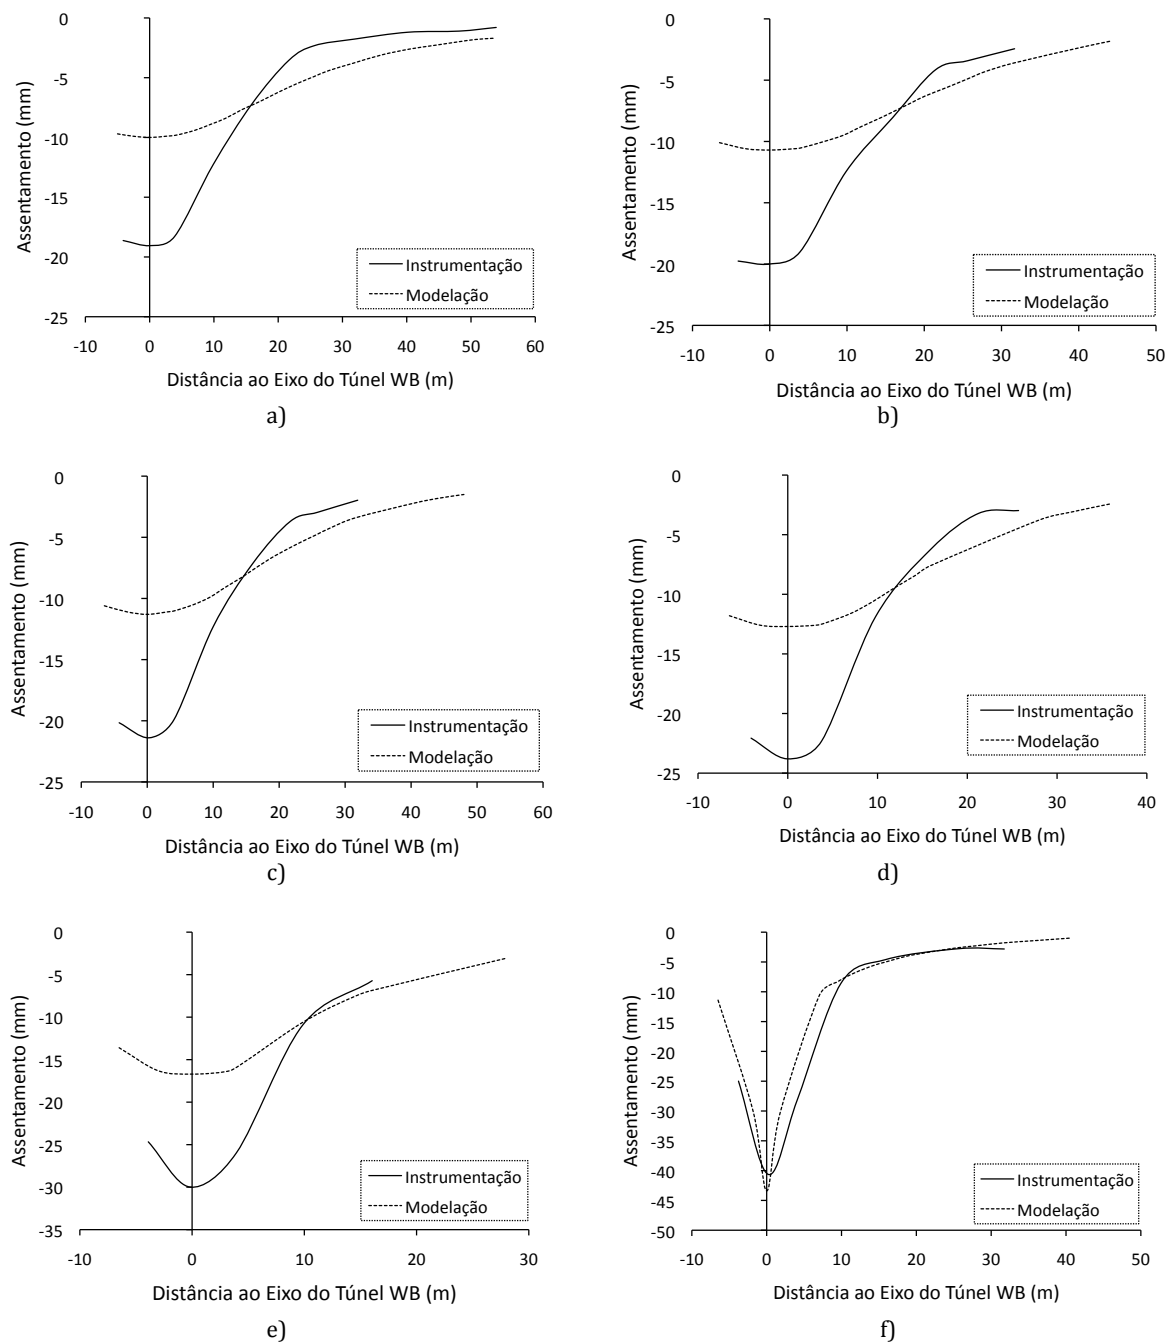 0
-5
-10
-15
-20
-25
Assentamento (mm)
Instrumentação
Modelação
-10 0 10 20 30 40 50 60
Distância ao Eixo do Túnel WB (m)
a)
0
-5
-10
-15
-20
-25
Assentamento (mm)
Instrumentação
Modelação
-10 0 10 20 30 40 50
Distância ao Eixo do Túnel WB (m)
b)
0
-5
-10
-15
-20
-25
Assentamento (mm)
Instrumentação
Modelação
-10 0 10 20 30 40 50 60
Distância ao Eixo do Túnel WB (m)
c)
0
-5
-10
-15
-20
-25
Assentamento (mm)
Instrumentação
Modelação
-10 0 10 20 30 40
Distância ao Eixo do Túnel WB (m)
d)
0
-5
-10
-15
-20
-25
-30
-35
Assentamento (mm)
Instrumentação
Modelação
-10 0 10 20 30
Distância ao Eixo do Túnel WB (m)
e)
0
-5
-10
-15
-20
-25
-30
-35
-40
-45
-50
Assentamento (mm)
Instrumentação
Modelação
-10 0 10 20 30 40 50
Distância ao Eixo do Túnel WB (m)
f)